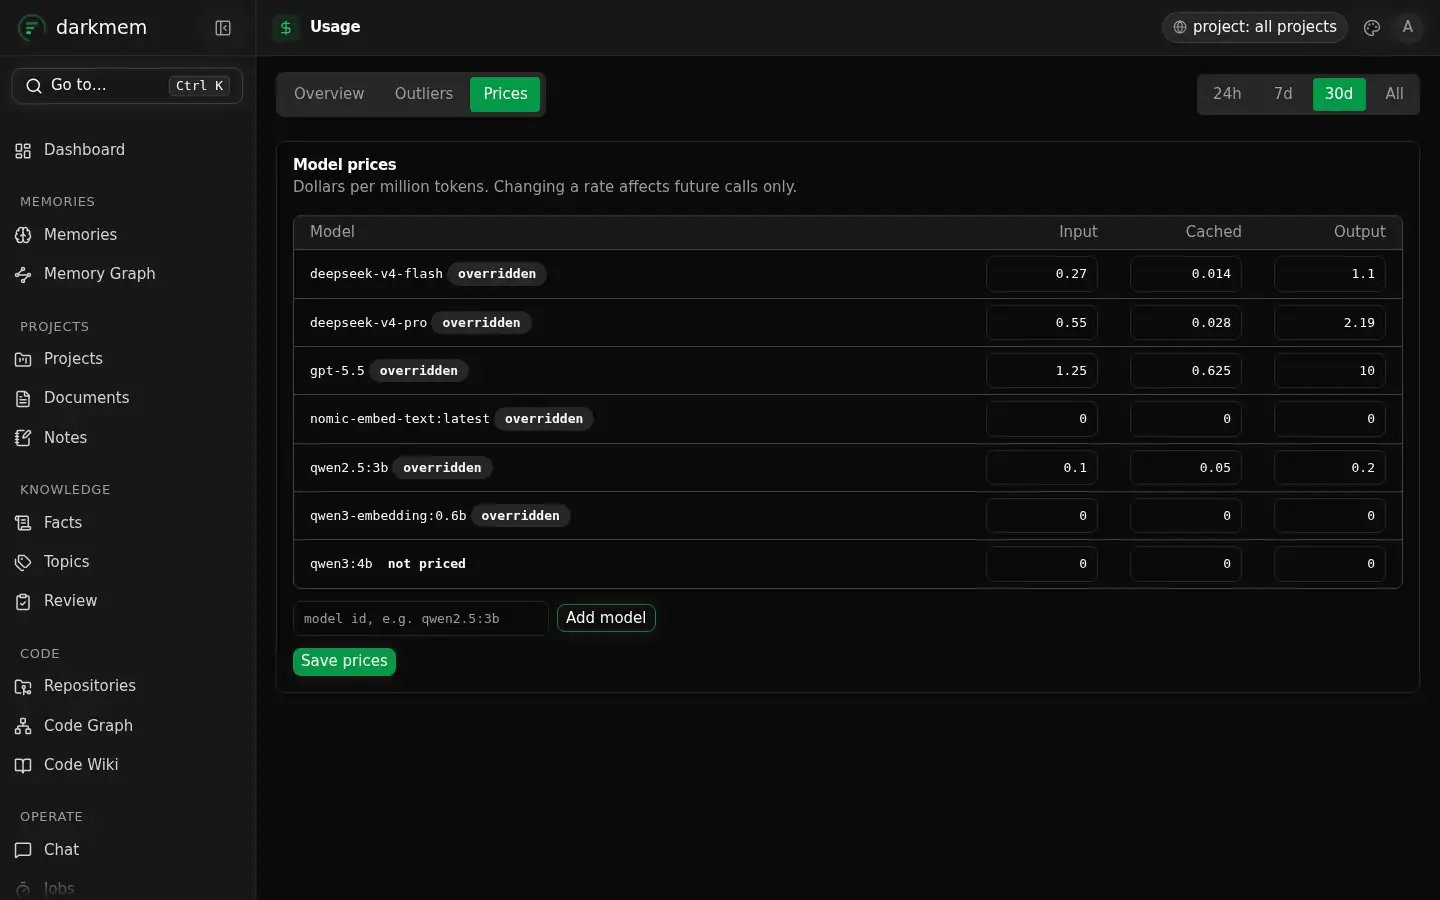 darkmem
Usage
project: all projects
A
Go to...
Ctrl K
Overview
Outliers
Prices
24h
7d
30d
All
Dashboard
MEMORIES
Memories
Memory Graph
PROJECTS
Projects
Documents
Notes
KNOWLEDGE
Facts
Topics
Review
CODE
Repositories
Code Graph
Code Wiki
OPERATE
Chat
Jobs
Model prices
Dollars per million tokens. Changing a rate affects future calls only.
Model Input Cached Output
deepseek-v4-flash overridden 0.27 0.014 1.1
deepseek-v4-pro overridden 0.55 0.028 2.19
gpt-5.5 overridden 1.25 0.625 10
nomic-embed-text:latest overridden 0 0 0
qwen2.5:3b overridden 0.1 0.05 0.2
qwen3-embedding:0.6b overridden 0 0 0
qwen3:4b not priced 0 0 0
model id, e.g. qwen2.5:3b
Add model
Save prices